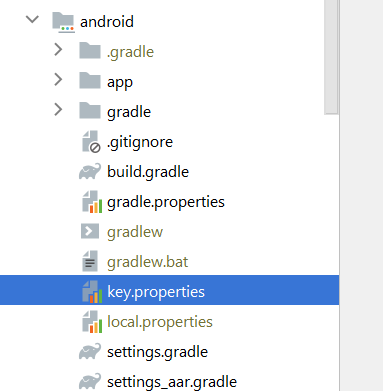 android
.gradle
app
gradle
.gitignore
build.gradle
gradle.properties
gradlew
gradlew.bat
key.properties
local.properties
settings.gradle
settings_aar.gradle